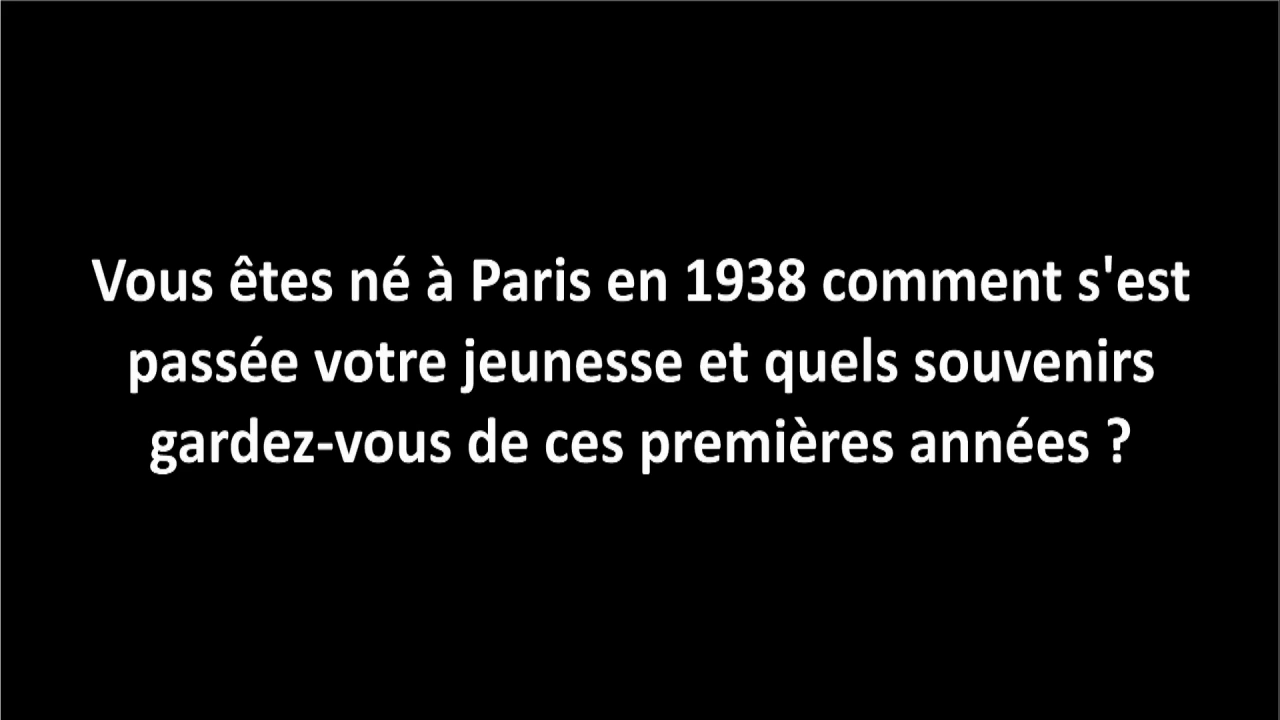 Vous êtes né à Paris en 1938 comment s'est
passée votre jeunesse et quels souvenirs
gardez-vous de ces premières années ?